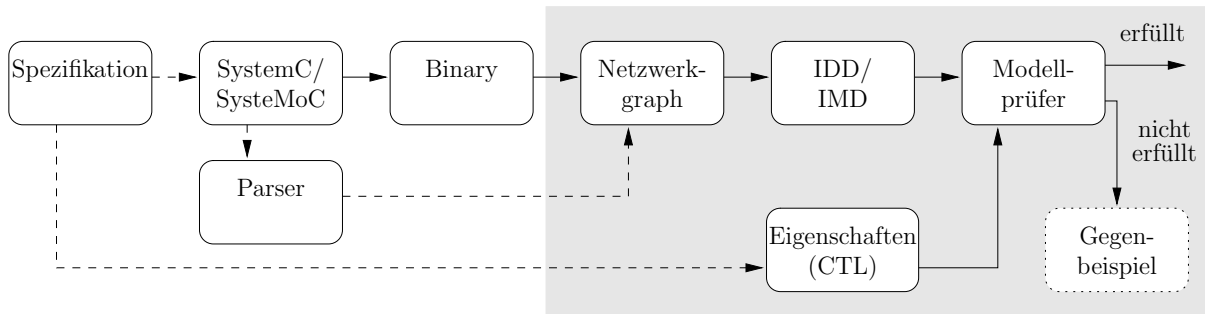 Spezifikation
SystemC/
SysteMoC
Binary
Netzwerk-
graph
IDD/
IMD
Modell-
prüfer
erfüllt
nicht
erfüllt
Parser
Eigenschaften
(CTL)
Gegen-
beispiel